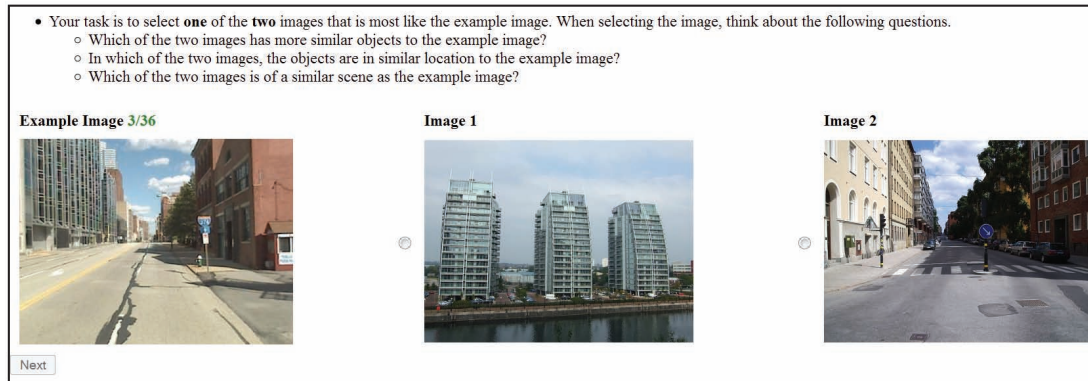 Your task is to select one of the two images that is most like the example image. When selecting the image, think about the following questions.
Which of the two images has more similar objects to the example image?
In which of the two images, the objects are in similar location to the example image?
Which of the two images is of a similar scene as the example image?
Example Image 3/36
Image 1
Image 2
Next